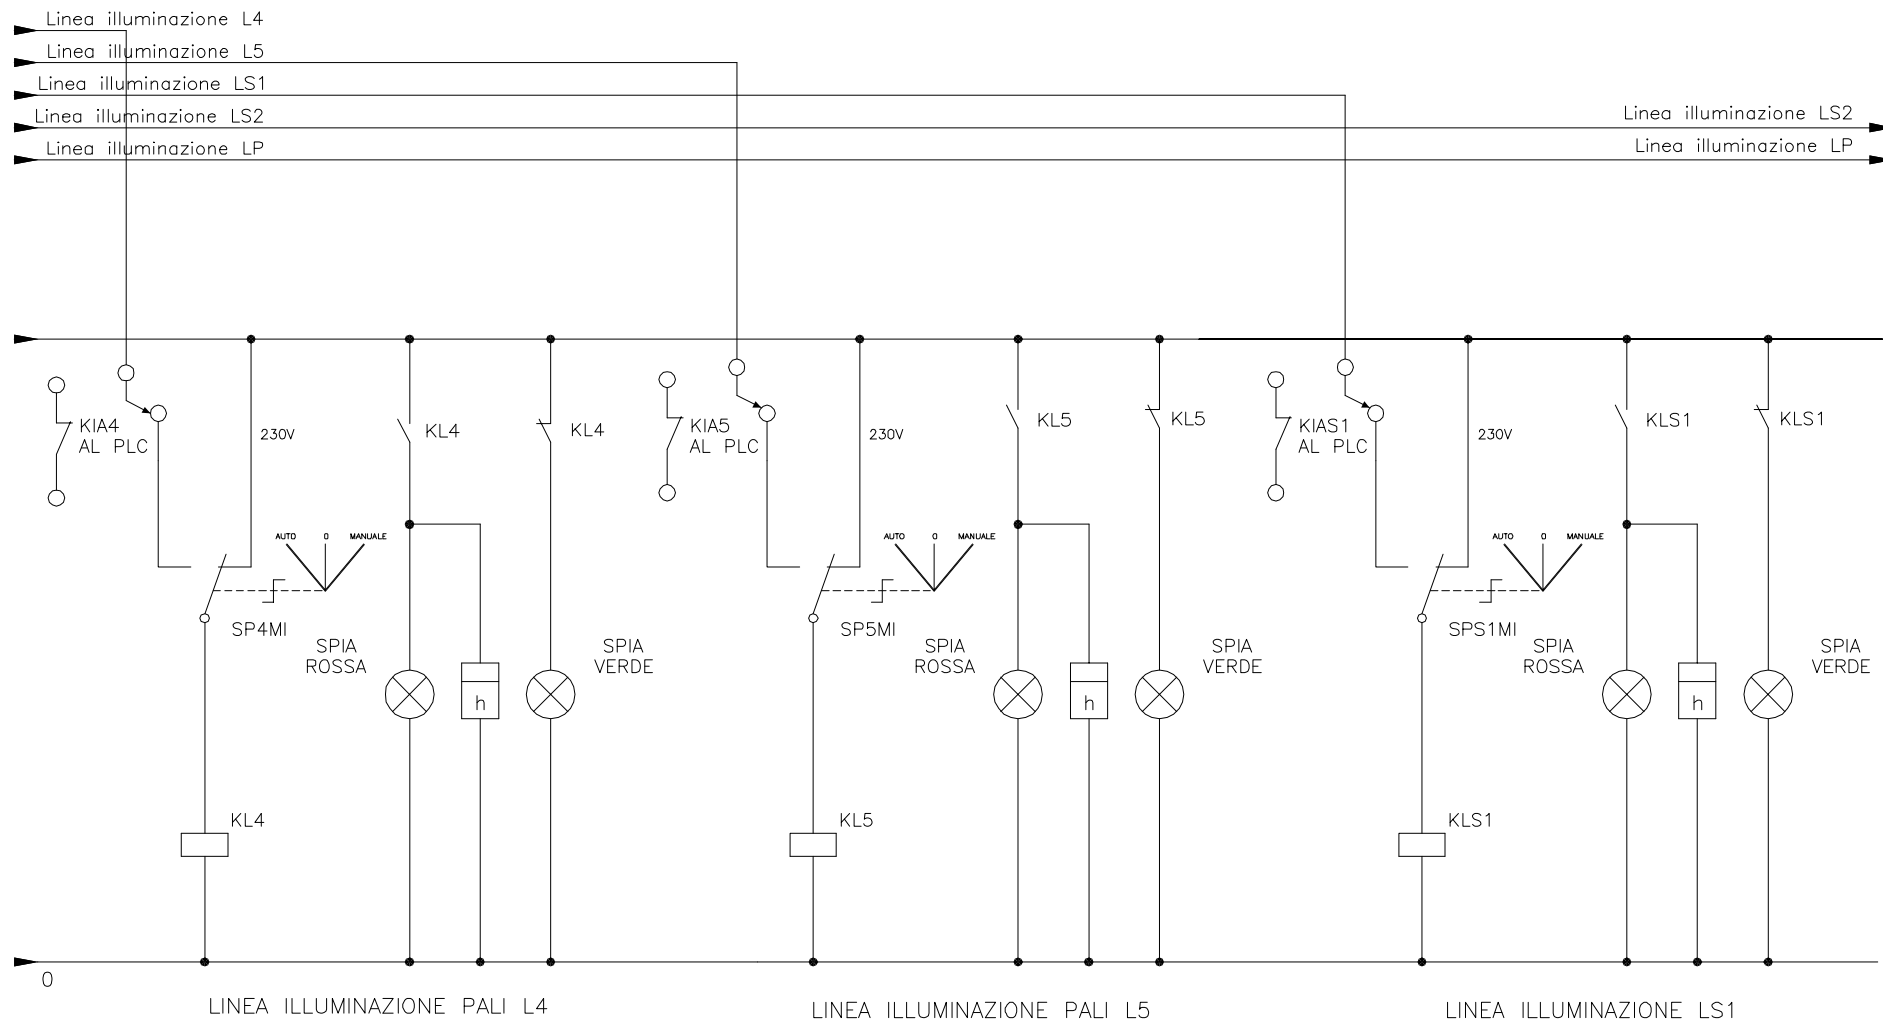 Linea illuminazione L4
Linea illuminazione L5
Linea illuminazione LS1
Linea illuminazione LS2
Linea illuminazione LP
Linea illuminazione LS2
Linea illuminazione LP
KIA4
AL PLC
230V
KL4
KL4
AUTO 0 MANUALE
SP4MI
SPIA
ROSSA
h
SPIA
VERDE
KL4
KIA5
AL PLC
230V
KL5
KL5
AUTO 0 MANUALE
SP5MI
SPIA
ROSSA
h
SPIA
VERDE
KL5
KIAS1
AL PLC
230V
KLS1
KLS1
AUTO 0 MANUALE
SPS1MI
SPIA
ROSSA
h
SPIA
VERDE
KLS1
0
LINEA ILLUMINAZIONE PALI L4
LINEA ILLUMINAZIONE PALI L5
LINEA ILLUMINAZIONE LS1